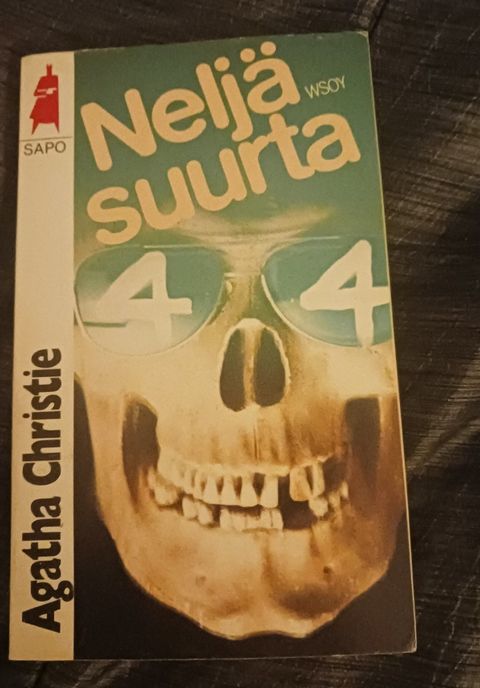 Neljä
WSOY
suurta
SAPO
4 4
Agatha Christie